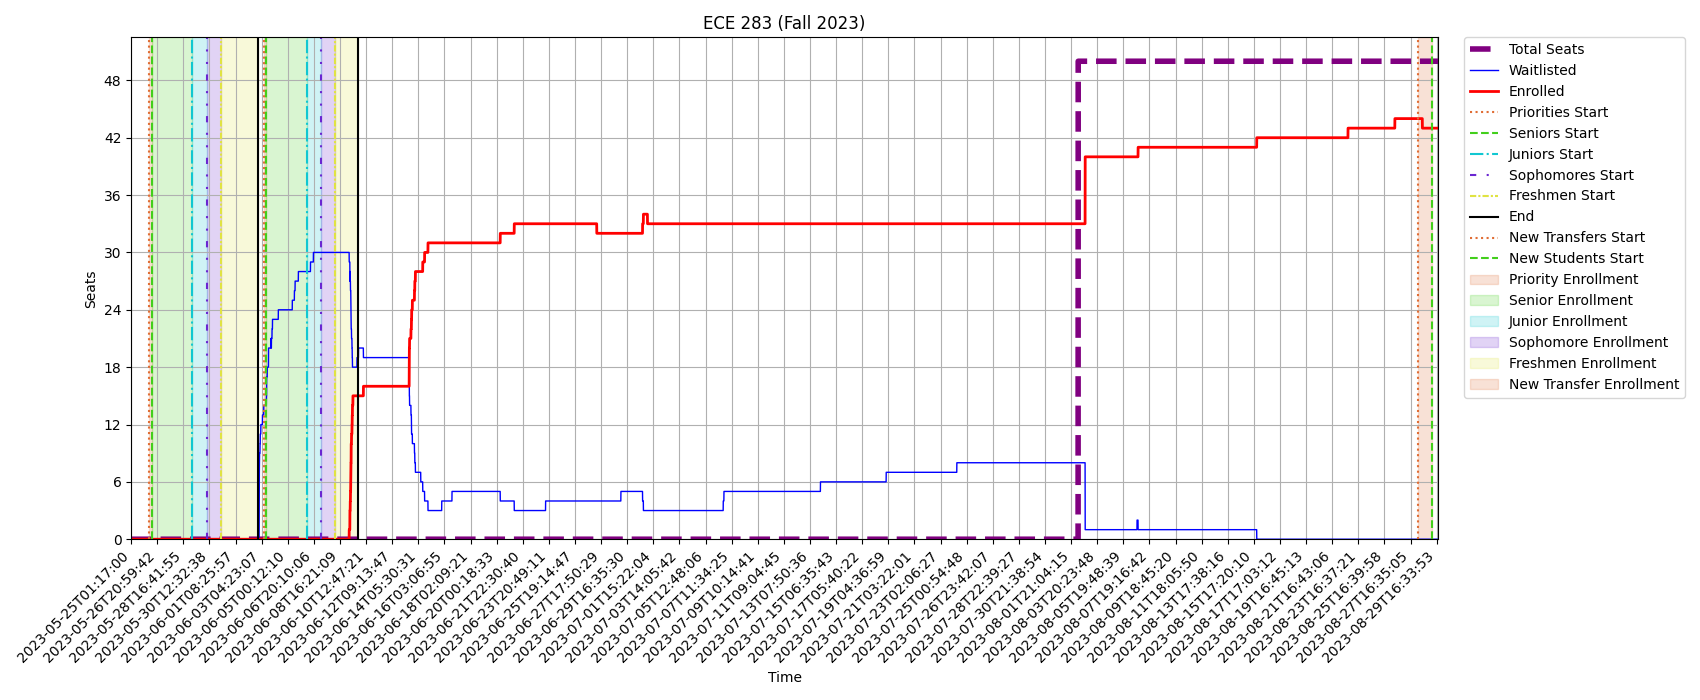 ECE 283 (Fall 2023)
Seats
48
42
36
30
24
18
12
6
0
2023-05-25T01:17:00
2023-05-26T20:59:42
2023-05-28T16:41:55
2023-05-30T12:32:38
2023-06-01T08:25:57
2023-06-03T04:23:07
2023-06-05T00:12:10
2023-06-06T20:10:06
2023-06-08T16:21:09
2023-06-10T12:47:21
2023-06-12T09:13:47
2023-06-14T05:30:31
2023-06-16T03:06:55
2023-06-18T02:09:21
2023-06-20T00:18:33
2023-06-21T22:30:40
2023-06-23T20:49:11
2023-06-25T19:14:47
2023-06-27T17:50:29
2023-06-29T16:35:30
2023-07-01T15:22:04
2023-07-03T14:05:42
2023-07-05T12:48:06
2023-07-07T11:34:25
2023-07-09T10:14:41
2023-07-11T09:04:45
2023-07-13T07:50:36
2023-07-15T06:35:43
2023-07-17T05:40:22
2023-07-19T04:36:59
2023-07-21T03:22:01
2023-07-23T02:06:27
2023-07-25T00:54:48
2023-07-26T23:42:07
2023-07-28T22:39:27
2023-07-30T21:38:54
2023-08-01T21:04:15
2023-08-03T20:23:48
2023-08-05T19:48:39
2023-08-07T19:16:42
2023-08-09T18:45:20
2023-08-11T18:05:50
2023-08-13T17:38:16
2023-08-15T17:20:10
2023-08-17T17:03:12
2023-08-19T16:45:13
2023-08-21T16:43:06
2023-08-23T16:37:21
2023-08-25T16:39:58
2023-08-27T16:35:05
2023-08-29T16:33:53
Time
Total Seats
Waitlisted
Enrolled
Priorities Start
Seniors Start
Juniors Start
Sophomores Start
Freshmen Start
End
New Transfers Start
New Students Start
Priority Enrollment
Senior Enrollment
Junior Enrollment
Sophomore Enrollment
Freshmen Enrollment
New Transfer Enrollment